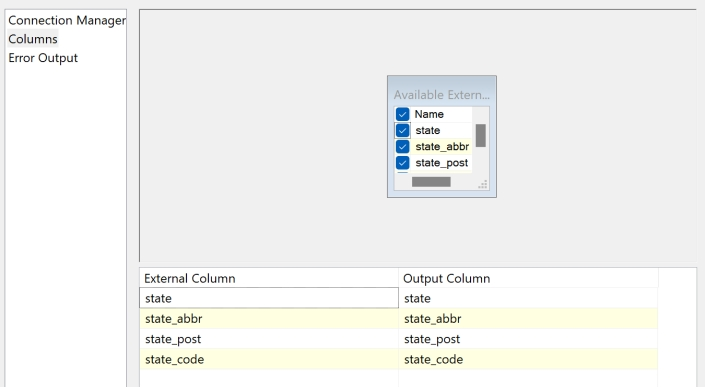 Connection Manager
Columns
Error Output
Available Extern...
Name
state
state_abbr
state_post
External Column Output Column
state state
state_abbr state_abbr
state_post state_post
state_code state_code